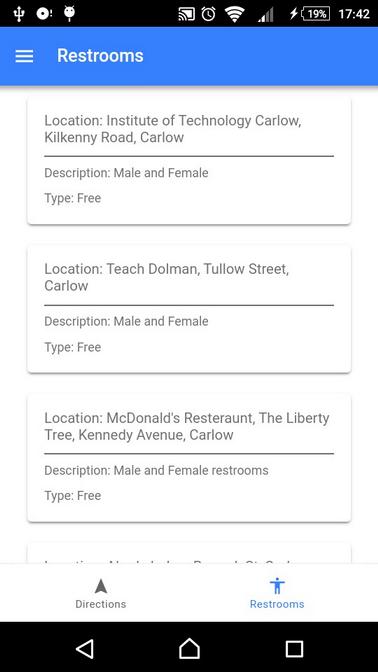 19% 17:42
Restrooms
Location: Institute of Technology Carlow,
Kilkenny Road, Carlow
Description: Male and Female
Type: Free
Location: Teach Dolman, Tullow Street,
Carlow
Description: Male and Female
Type: Free
Location: McDonald's Resteraunt, The Liberty
Tree, Kennedy Avenue, Carlow
Description: Male and Female restrooms
Type: Free
Directions
Restrooms